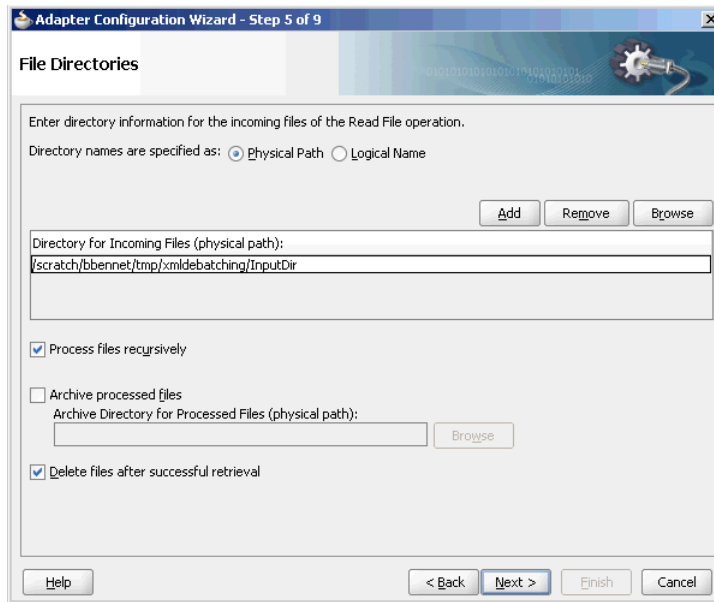 Adapter Configuration Wizard - Step 5 of 9
File Directories
Enter directory information for the incoming files of the Read File operation.
Directory names are specified as: Physical Path Logical Name
Add Remove Browse
Directory for Incoming Files (physical path):
/scratch/bbennet/tmp/xmldebatching/InputDir
Process files recursively
Archive processed files
Archive Directory for Processed Files (physical path):
Browse
Delete files after successful retrieval
Help < Back Next > Finish Cancel